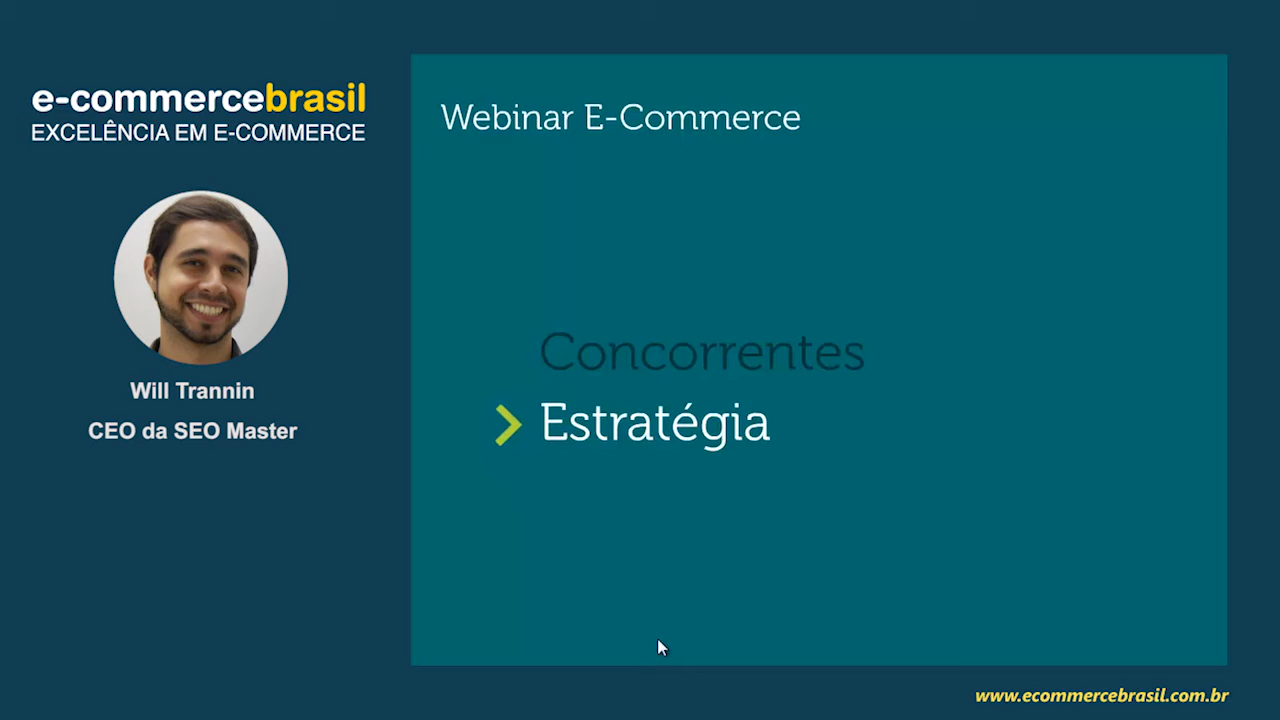 e-commercebrasil
EXCELÊNCIA EM E-COMMERCE
Will Trannin
CEO da SEO Master
Webinar E-Commerce
Concorrentes
Estratégia
www.ecommercebrasil.com.br